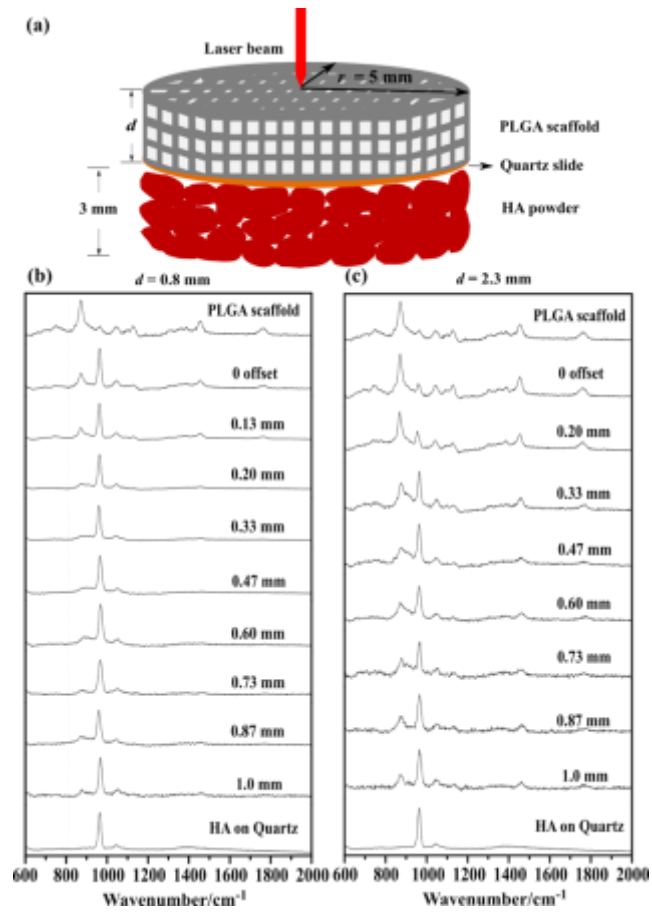 (a)
Laser beam
r = 5 mm
d
PLGA scaffold
Quartz slide
3 mm
HA powder
(b)
d = 0.8 mm
PLGA scaffold
0 offset
0.13 mm
0.20 mm
0.33 mm
0.47 mm
0.60 mm
0.73 mm
0.87 mm
1.0 mm
HA on Quartz
600 800 1000 1200 1400 1600 1800 2000
Wavenumber/cm⁻¹
(c)
d = 2.3 mm
PLGA scaffold
0 offset
0.20 mm
0.33 mm
0.47 mm
0.60 mm
0.73 mm
0.87 mm
1.0 mm
HA on Quartz
600 800 1000 1200 1400 1600 1800 2000
Wavenumber/cm⁻¹